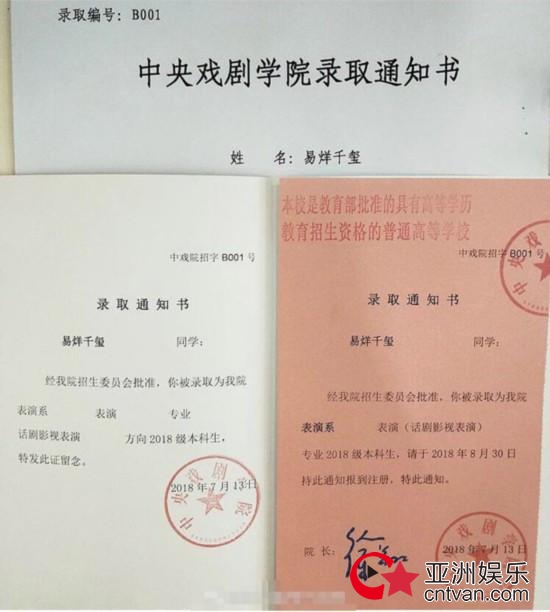 录取编号: B001
中央戏剧学院录取通知书
姓 名: 易烊千玺
中戏院招字 B001 号
录取通知书
易烊千玺 同学:
经我院招生委员会批准，你被录取为我院
表演系 表演 专业
话剧影视表演 方向 2018 级本科生，
特发此证留念。
2018 年 7 月 13 日
中央戏剧学院
本校是教育部批准的具有高等学历
教育招生资格的普通高等学校
中戏院招字 B001 号
录取通知书
易烊千玺 同学:
经我院招生委员会批准，你被录取为我院
表演系 表演（话剧影视表演）
专业 2018 级本科生，请于 2018 年 8 月 30 日
持此通知报到注册，特此通知。
院 长:
2018 年 7 月 13 日
亚洲娱乐
cntvan.com